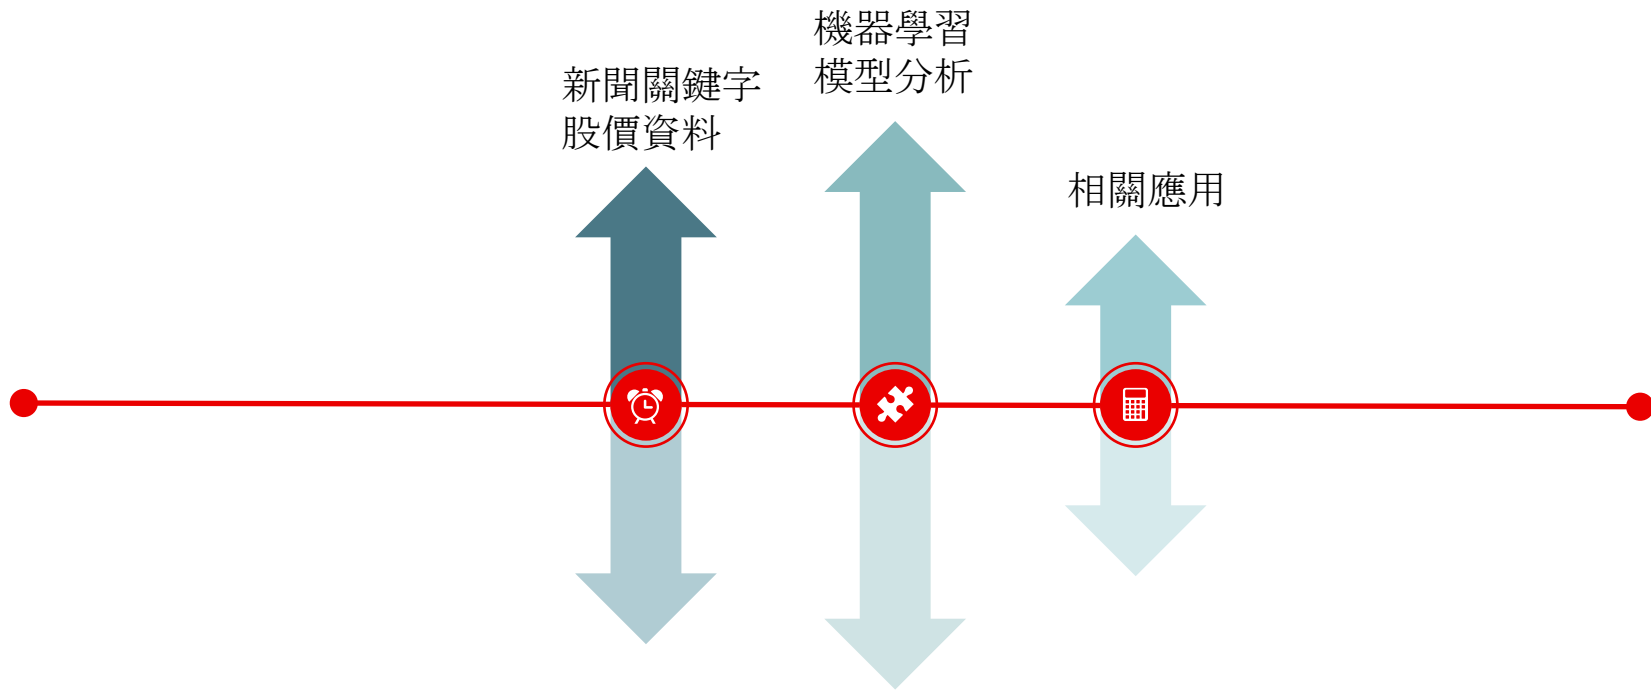 新聞關鍵字
股價資料
機器學習
模型分析
相關應用